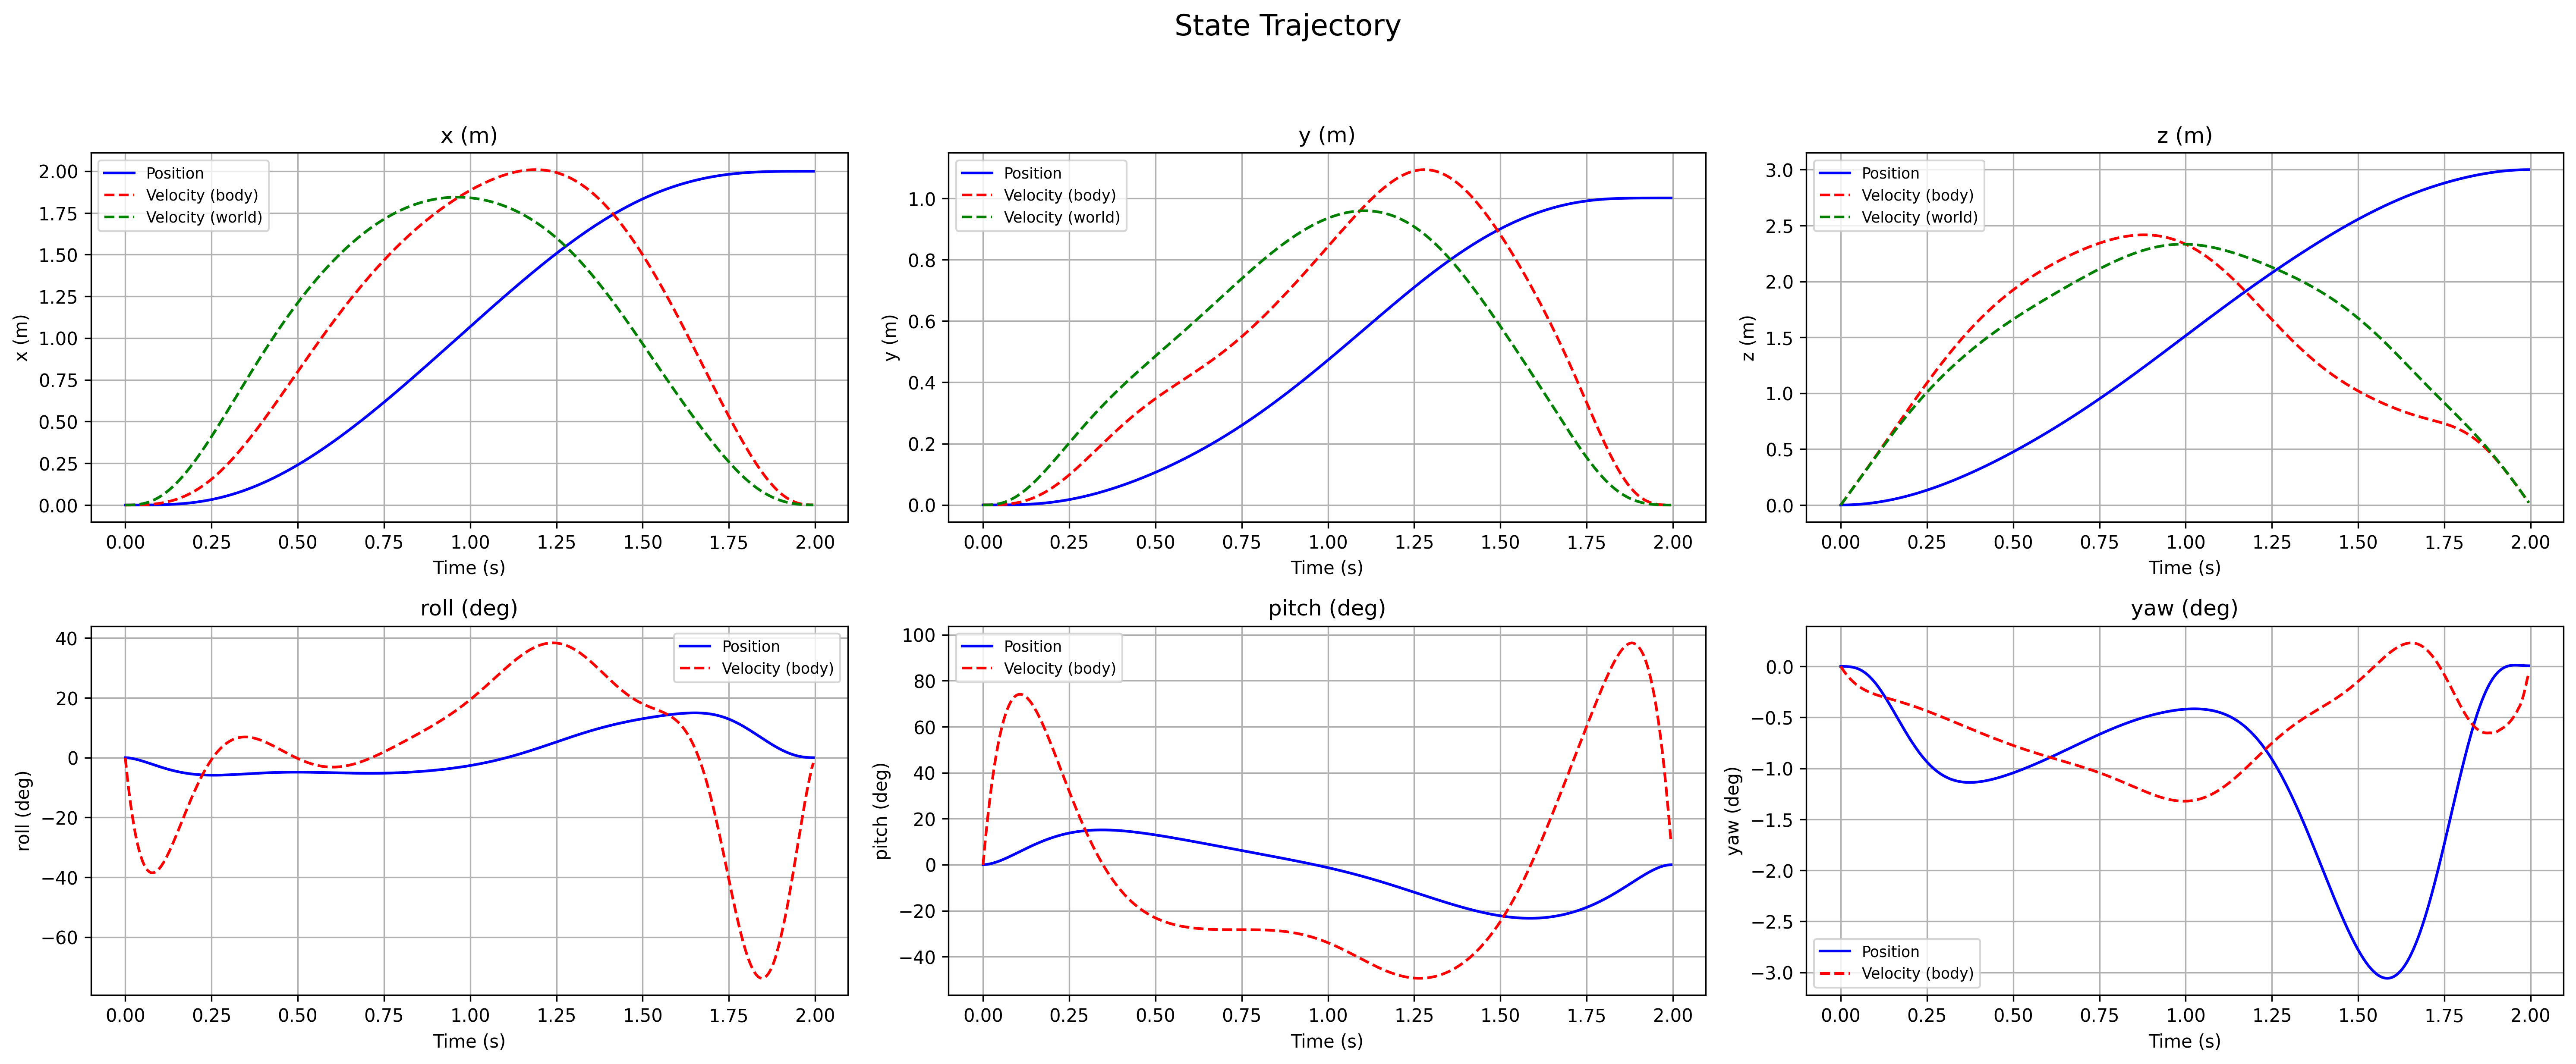 State Trajectory
x (m)
Position
Velocity (body)
Velocity (world)
2.00
1.75
1.50
1.25
1.00
0.75
0.50
0.25
0.00
x (m)
0.00 0.25 0.50 0.75 1.00 1.25 1.50 1.75 2.00
Time (s)
y (m)
Position
Velocity (body)
Velocity (world)
1.0
0.8
0.6
0.4
0.2
0.0
y (m)
0.00 0.25 0.50 0.75 1.00 1.25 1.50 1.75 2.00
Time (s)
z (m)
Position
Velocity (body)
Velocity (world)
3.0
2.5
2.0
1.5
1.0
0.5
0.0
z (m)
0.00 0.25 0.50 0.75 1.00 1.25 1.50 1.75 2.00
Time (s)
roll (deg)
Position
Velocity (body)
40
20
0
−20
−40
−60
roll (deg)
0.00 0.25 0.50 0.75 1.00 1.25 1.50 1.75 2.00
Time (s)
pitch (deg)
Position
Velocity (body)
100
80
60
40
20
0
−20
−40
pitch (deg)
0.00 0.25 0.50 0.75 1.00 1.25 1.50 1.75 2.00
Time (s)
yaw (deg)
0.0
−0.5
−1.0
−1.5
−2.0
−2.5
−3.0
yaw (deg)
Position
Velocity (body)
0.00 0.25 0.50 0.75 1.00 1.25 1.50 1.75 2.00
Time (s)